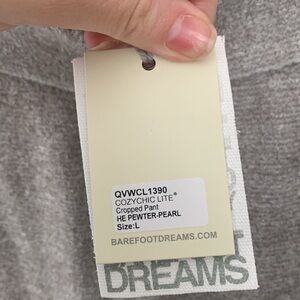 QVWCL1390
COZYCHIC LITE®
Cropped Pant
HE PEWTER-PEARL
Size:L
BAREFOOTDREAMS.COM
DREAMS